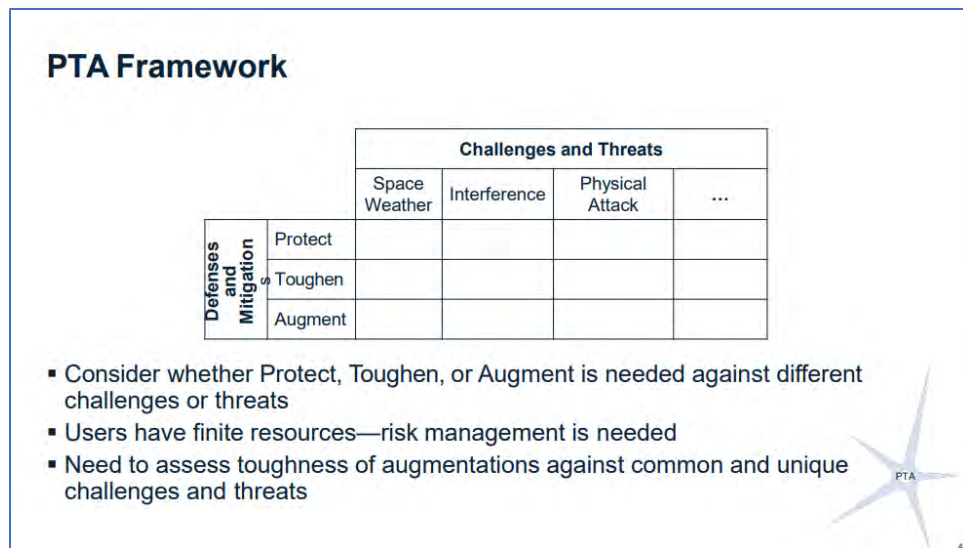 PTA Framework
Challenges and Threats
Space
Weather
Interference
Physical
Attack
...
Defenses
and
Mitigation
s
Protect
Toughen
Augment
▪ Consider whether Protect, Toughen, or Augment is needed against different
challenges or threats
▪ Users have finite resources—risk management is needed
▪ Need to assess toughness of augmentations against common and unique
challenges and threats
PTA